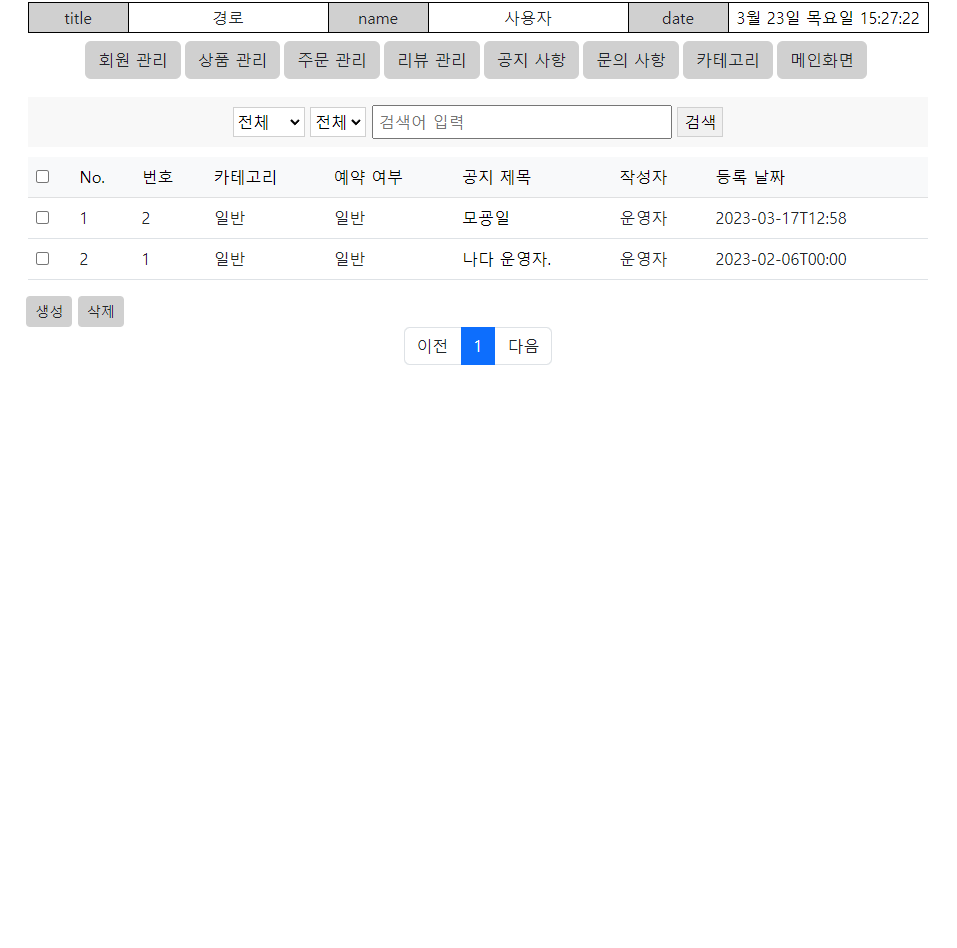 title 경로 name 사용자 date 3월 23일 목요일 15:27:22
회원 관리 상품 관리 주문 관리 리뷰 관리 공지 사항 문의 사항 카테고리 메인화면
전체 전체 검색어 입력 검색
No. 번호 카테고리 예약 여부 공지 제목 작성자 등록 날짜
1 2 일반 일반 모굥일 운영자 2023-03-17T12:58
2 1 일반 일반 나다 운영자. 운영자 2023-02-06T00:00
생성 삭제
이전 1 다음